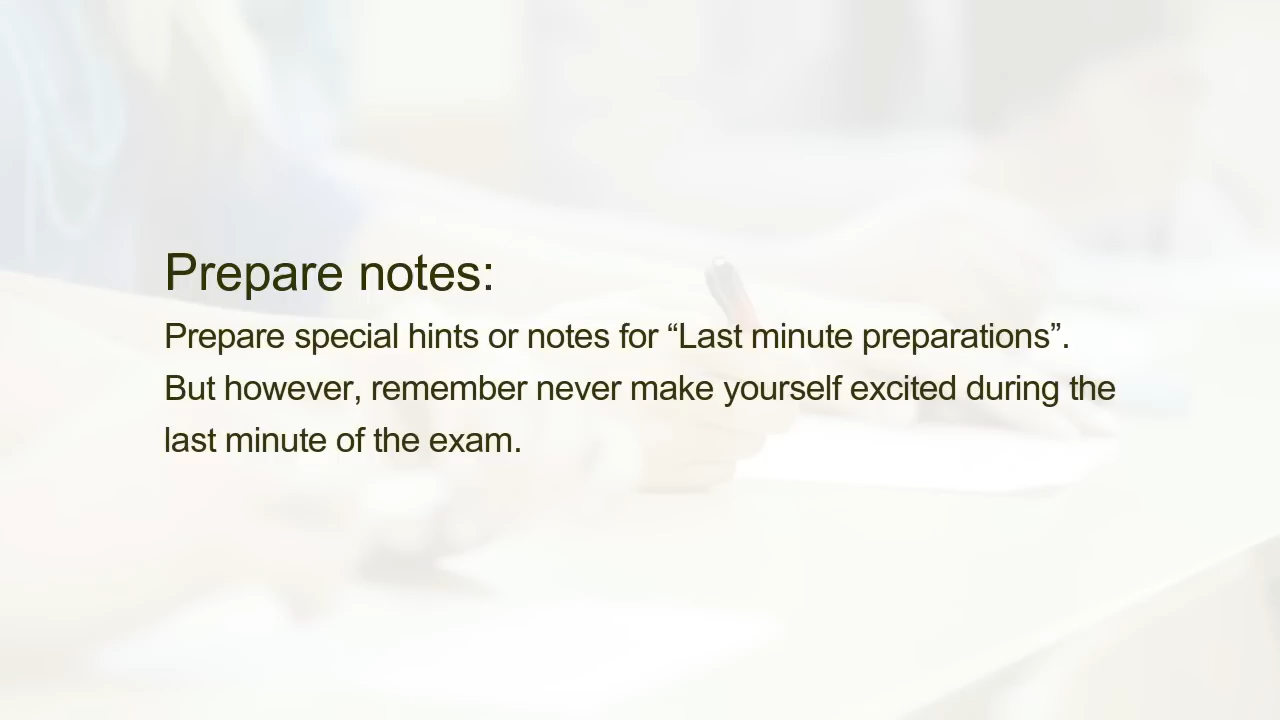 Prepare notes:
Prepare special hints or notes for “Last minute preparations”.
But however, remember never make yourself excited during the
last minute of the exam.